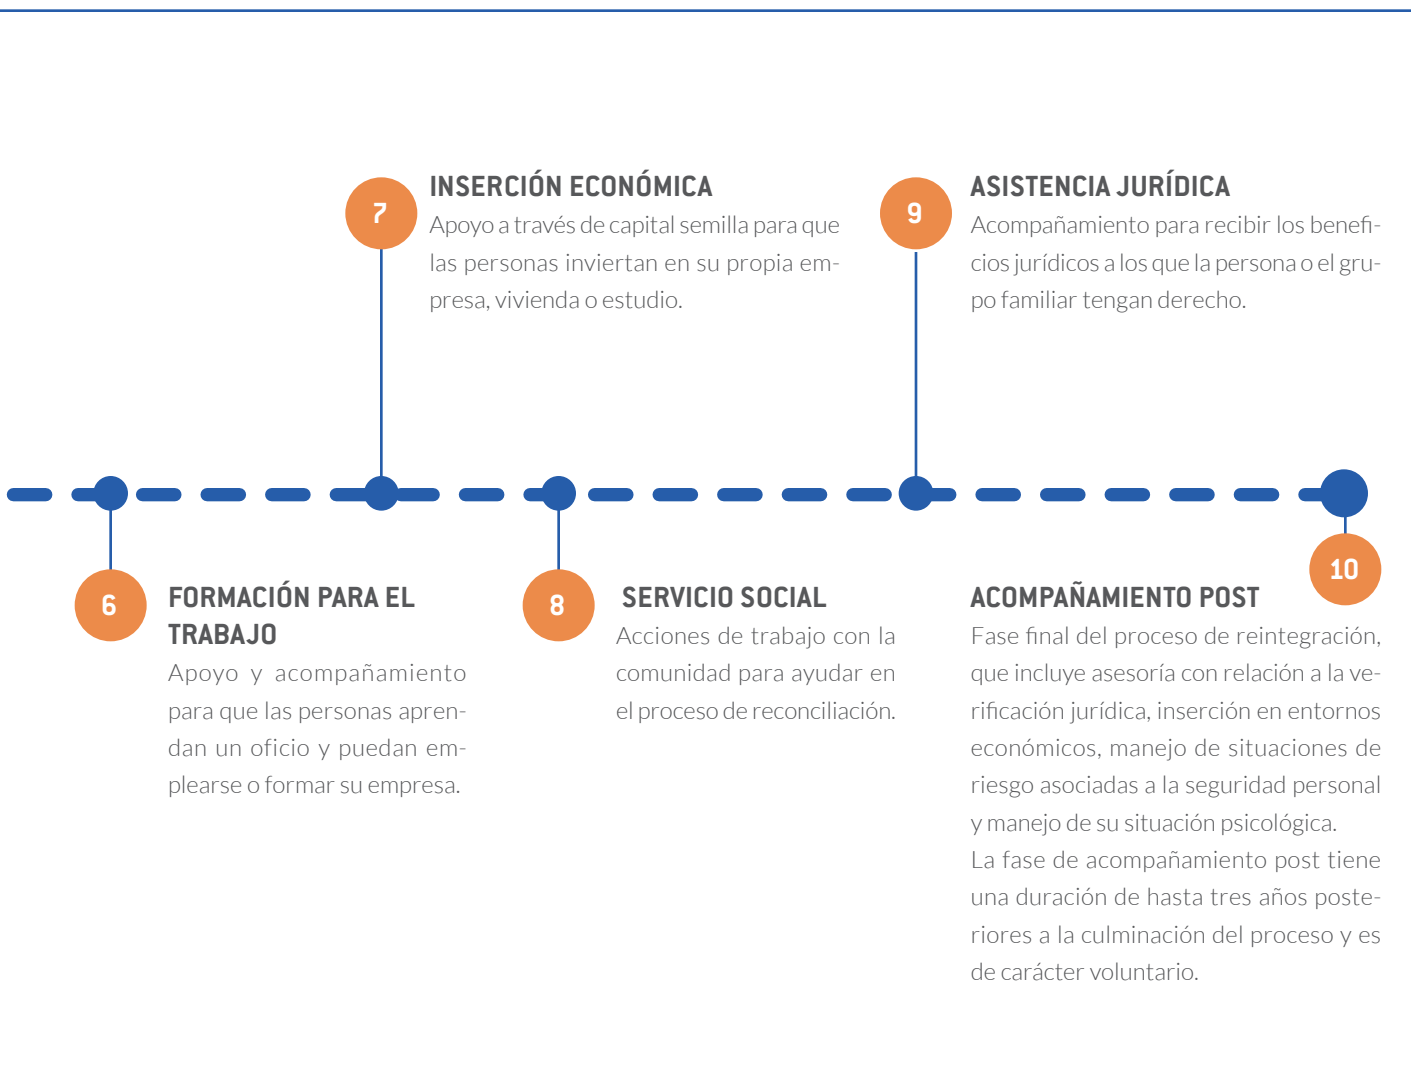 7
INSERCIÓN ECONÓMICA
Apoyo a través de capital semilla para que
las personas inviertan en su propia em-
presa, vivienda o estudio.
9
ASISTENCIA JURÍDICA
Acompañamiento para recibir los benefi-
cios jurídicos a los que la persona o el gru-
po familiar tengan derecho.
6
FORMACIÓN PARA EL
TRABAJO
Apoyo y acompañamiento
para que las personas apren-
dan un oficio y puedan em-
plearse o formar su empresa.
8
SERVICIO SOCIAL
Acciones de trabajo con la
comunidad para ayudar en
el proceso de reconciliación.
10
ACOMPAÑAMIENTO POST
Fase final del proceso de reintegración,
que incluye asesoría con relación a la ve-
rificación jurídica, inserción en entornos
económicos, manejo de situaciones de
riesgo asociadas a la seguridad personal
y manejo de su situación psicológica.
La fase de acompañamiento post tiene
una duración de hasta tres años poste-
riores a la culminación del proceso y es
de carácter voluntario.